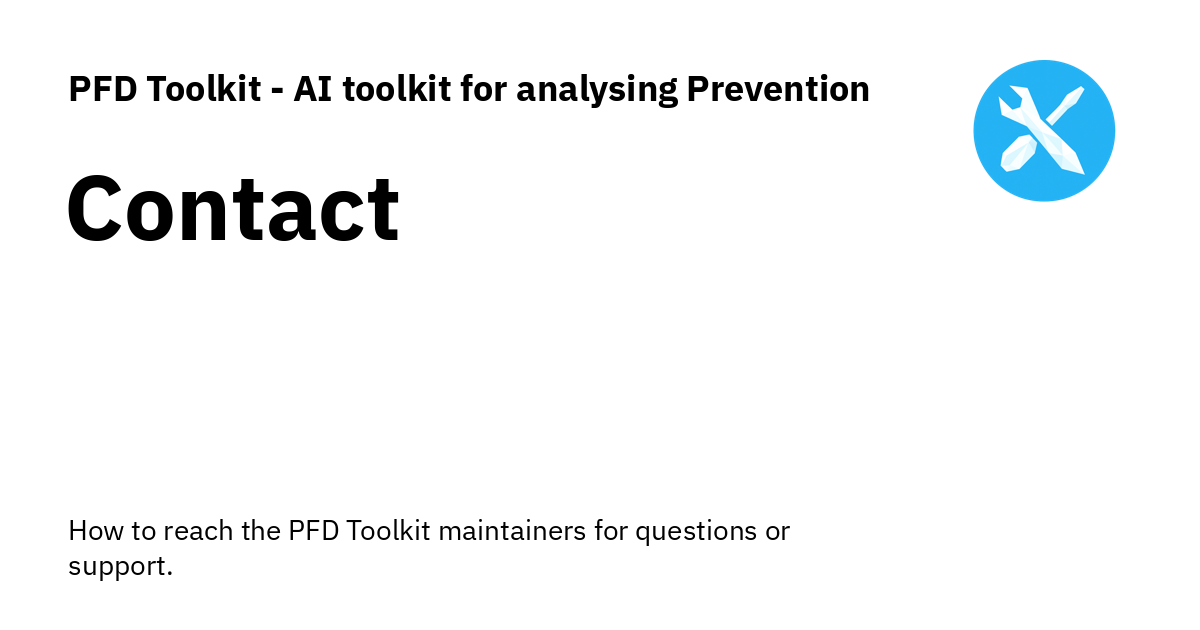 PFD Toolkit - AI toolkit for analysing Prevention
Contact
How to reach the PFD Toolkit maintainers for questions or
support.